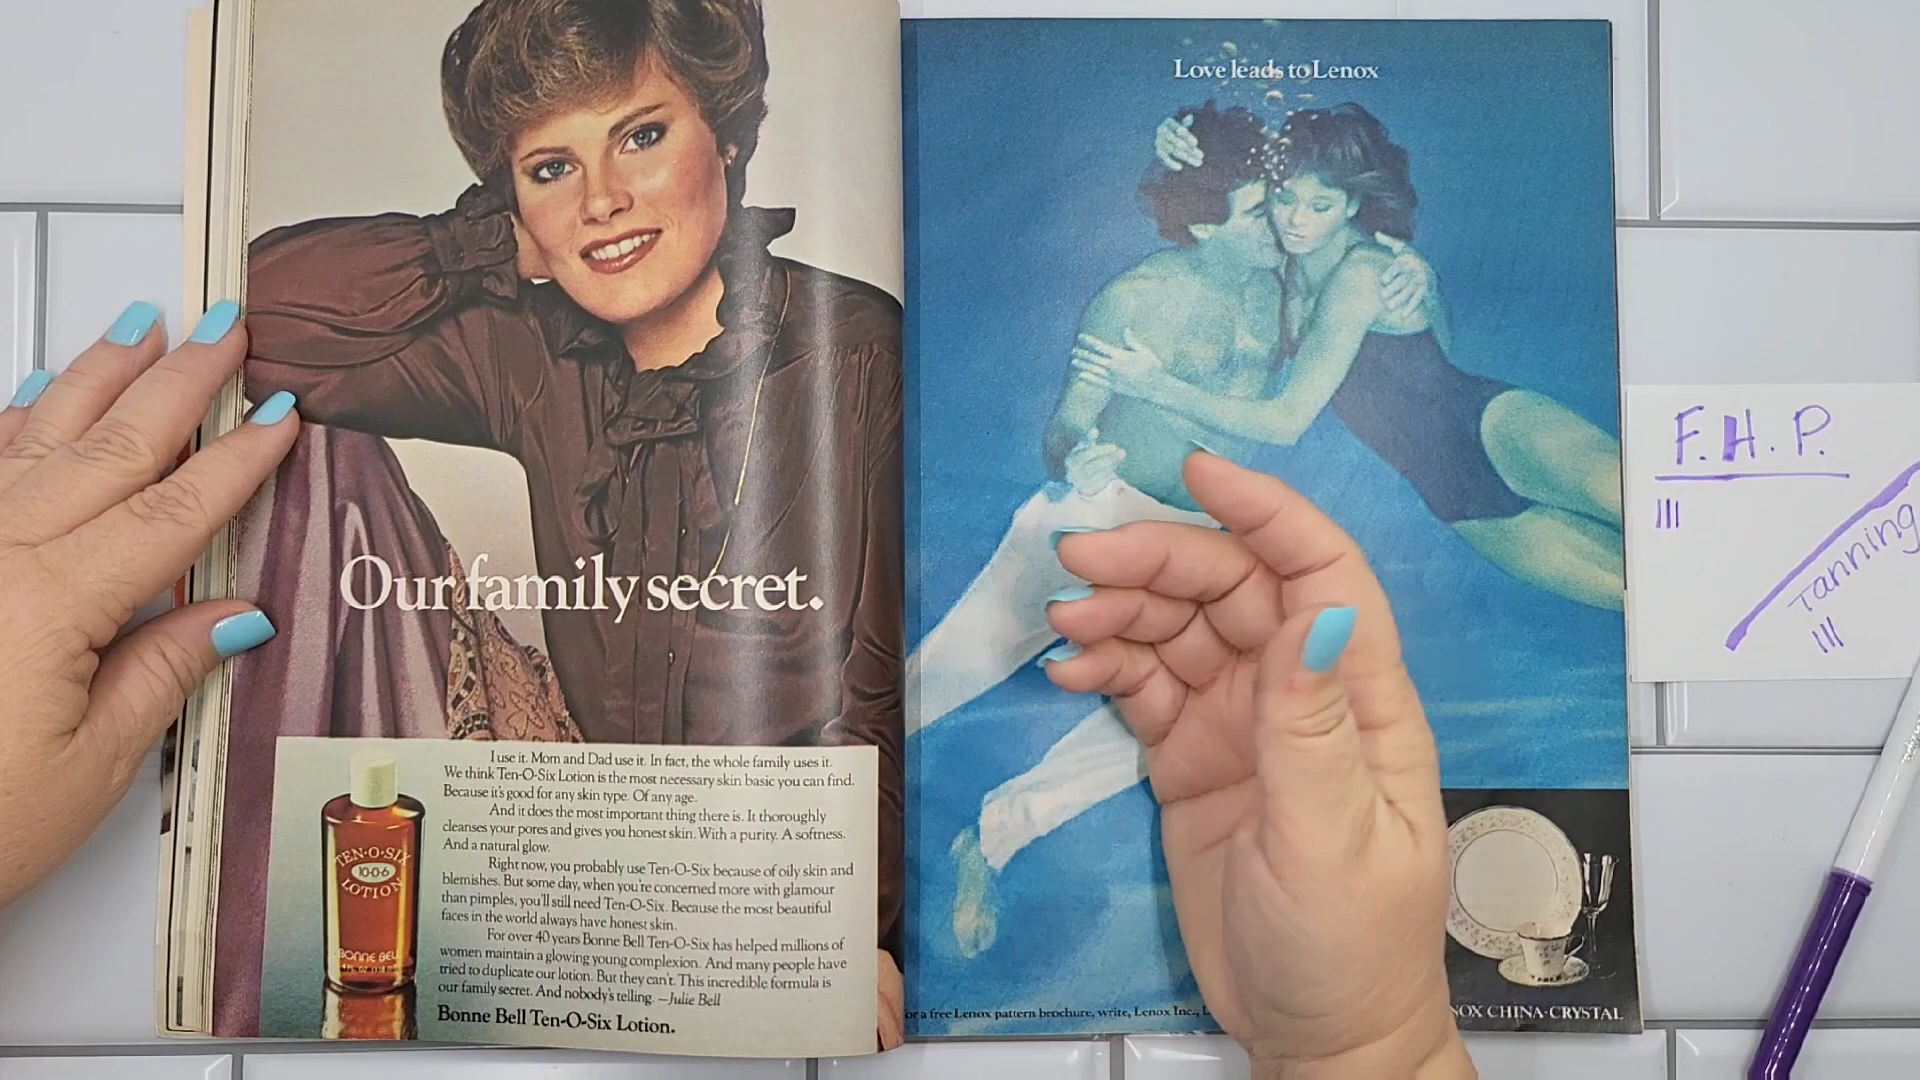 Our family secret.
I use it. Mom and Dad use it. In fact, the whole family uses it.
We think Ten-O-Six Lotion is the most necessary skin basic you can find.
Because it's good for any skin type. Of any age.
And it does the most important thing there is. It thoroughly
cleanses your pores and gives you honest skin. With a purity. A softness.
And a natural glow.
Right now, you probably use Ten-O-Six because of oily skin and
blemishes. But some day, when you're concerned more with glamour
than pimples, you'll still need Ten-O-Six. Because the most beautiful
faces in the world always have honest skin.
For over 40 years Bonne Bell Ten-O-Six has helped millions of
women maintain a glowing young complexion. And many people have
tried to duplicate our lotion. But they can't. This incredible formula is
our family secret. And nobody's telling. —Julie Bell
Bonne Bell Ten-O-Six Lotion.
TEN•O•SIX
10•0•6
LOTION
BONNE BELL
Love leads to Lenox
or a free Lenox pattern brochure, write, Lenox Inc., L
NOX CHINA•CRYSTAL
F. H. P.
III
Tanning
III